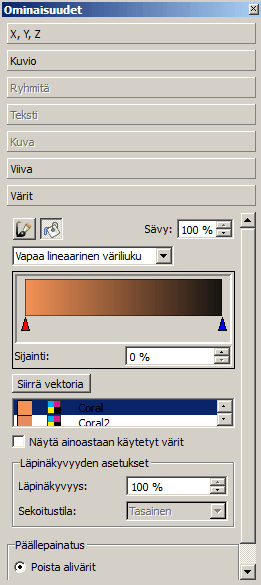 Ominaisuudet
X, Y, Z
Kuvio
Ryhmitä
Teksti
Kuva
Viiva
Värit
Sävy: 100 %
Vapaa lineaarinen väriliuku
Sijainti: 0 %
Siirrä vektoria
Coral
Coral2
Näytä ainoastaan käytetyt värit
Läpinäkyvyyden asetukset
Läpinäkyvyys: 100 %
Sekoitustila: Tasainen
Päällepainatus
Poista alivärit